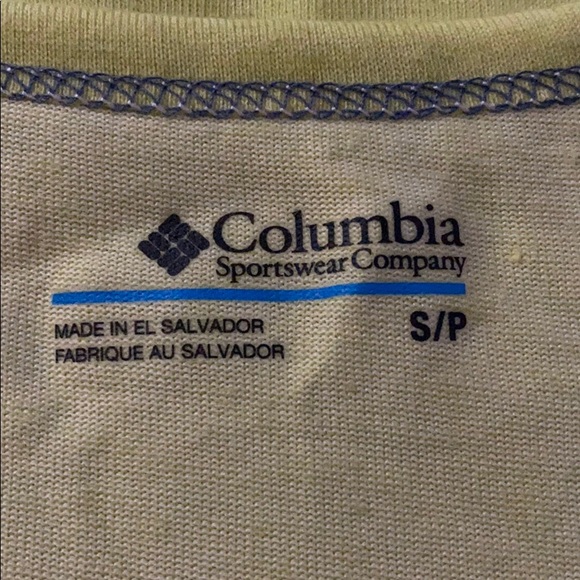 Columbia
Sportswear Company
MADE IN EL SALVADOR
FABRIQUE AU SALVADOR
S/P